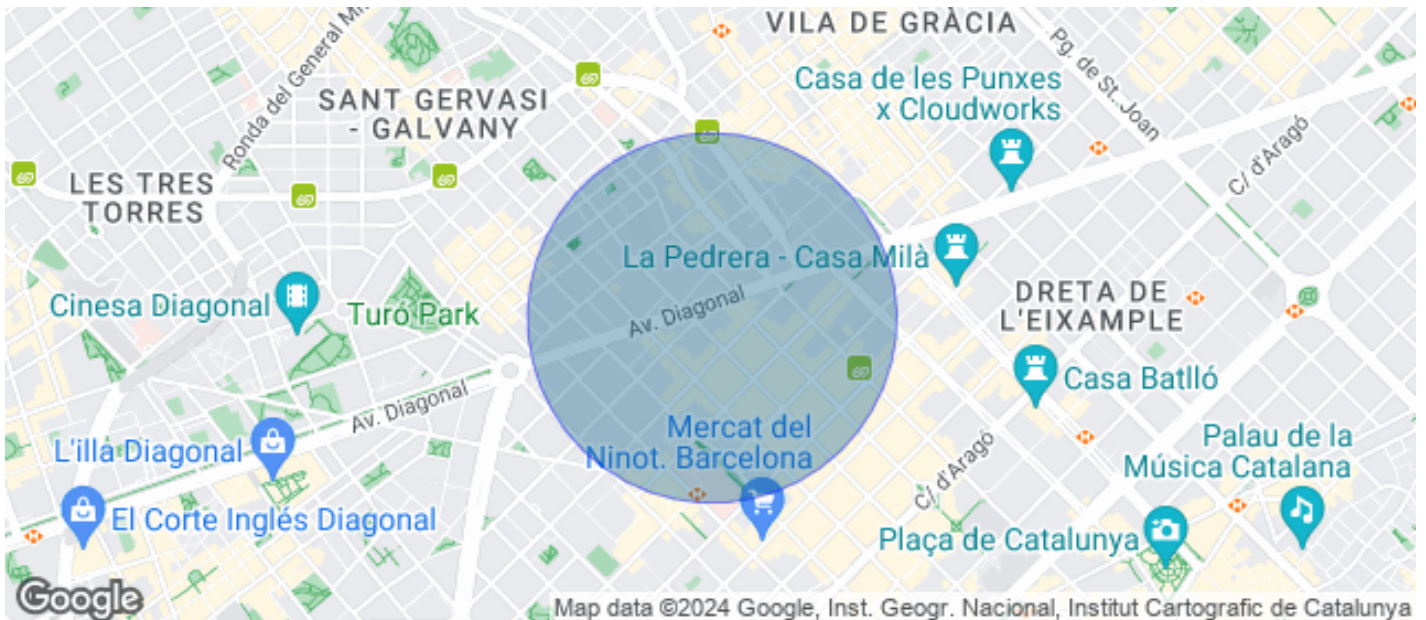 VILA DE GRÀCIA
Pg. de St. Joan
Ronda del General Mi
Casa de les Punxes
x Cloudworks
SANT GERVASI
- GALVANY
C/ d'Aragó
LES TRES
TORRES
La Pedrera - Casa Milà
Cinesa Diagonal
Turó Park
Av. Diagonal
DRETA DE
L'EIXAMPLE
Casa Batlló
Av. Diagonal
Mercat del
Ninot. Barcelona
L'illa Diagonal
C/ d'Aragó
Palau de la
Música Catalana
El Corte Inglés Diagonal
Plaça de Catalunya
Google
Map data ©2024 Google, Inst. Geogr. Nacional, Institut Cartografic de Catalunya